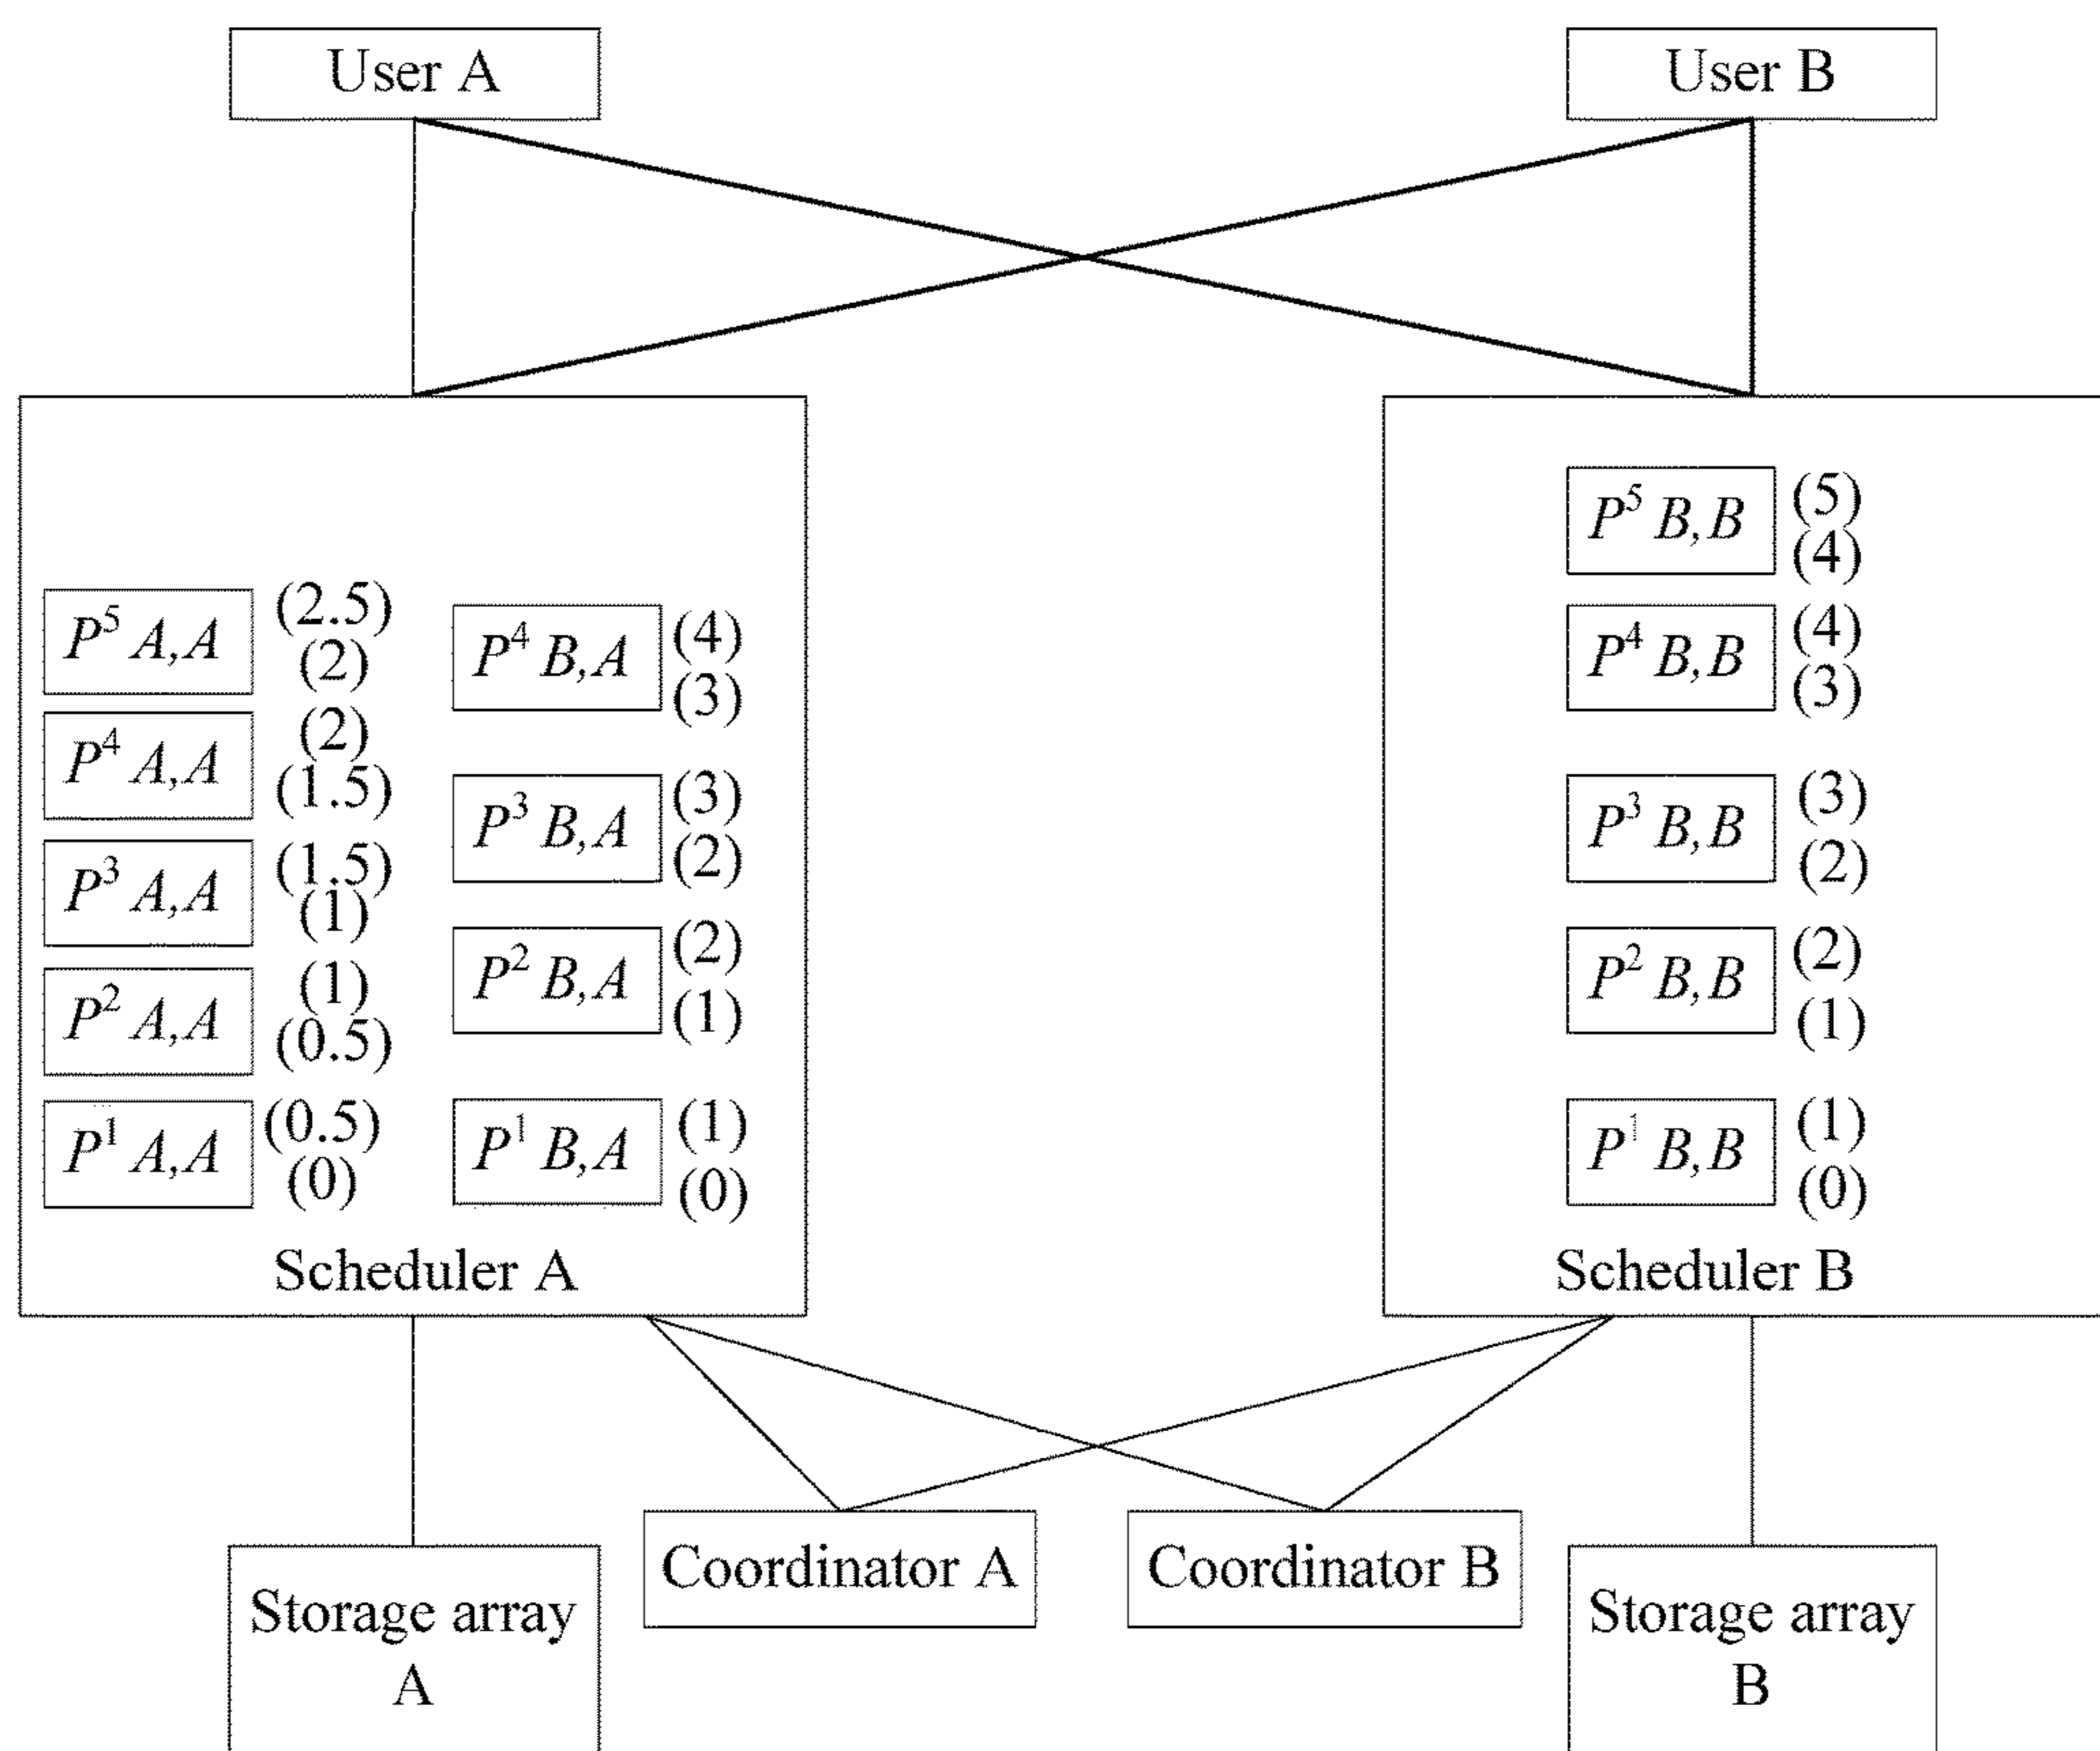 User A
User B
P⁵ A,A
(2.5)
(2)
P⁴ A,A
(2)
(1.5)
P³ A,A
(1.5)
(1)
P² A,A
(1)
(0.5)
P¹ A,A
(0.5)
(0)
P⁴ B,A
(4)
(3)
P³ B,A
(3)
(2)
P² B,A
(2)
(1)
P¹ B,A
(1)
(0)
Scheduler A
P⁵ B,B
(5)
(4)
P⁴ B,B
(4)
(3)
P³ B,B
(3)
(2)
P² B,B
(2)
(1)
P¹ B,B
(1)
(0)
Scheduler B
Storage array
A
Coordinator A
Coordinator B
Storage array
B